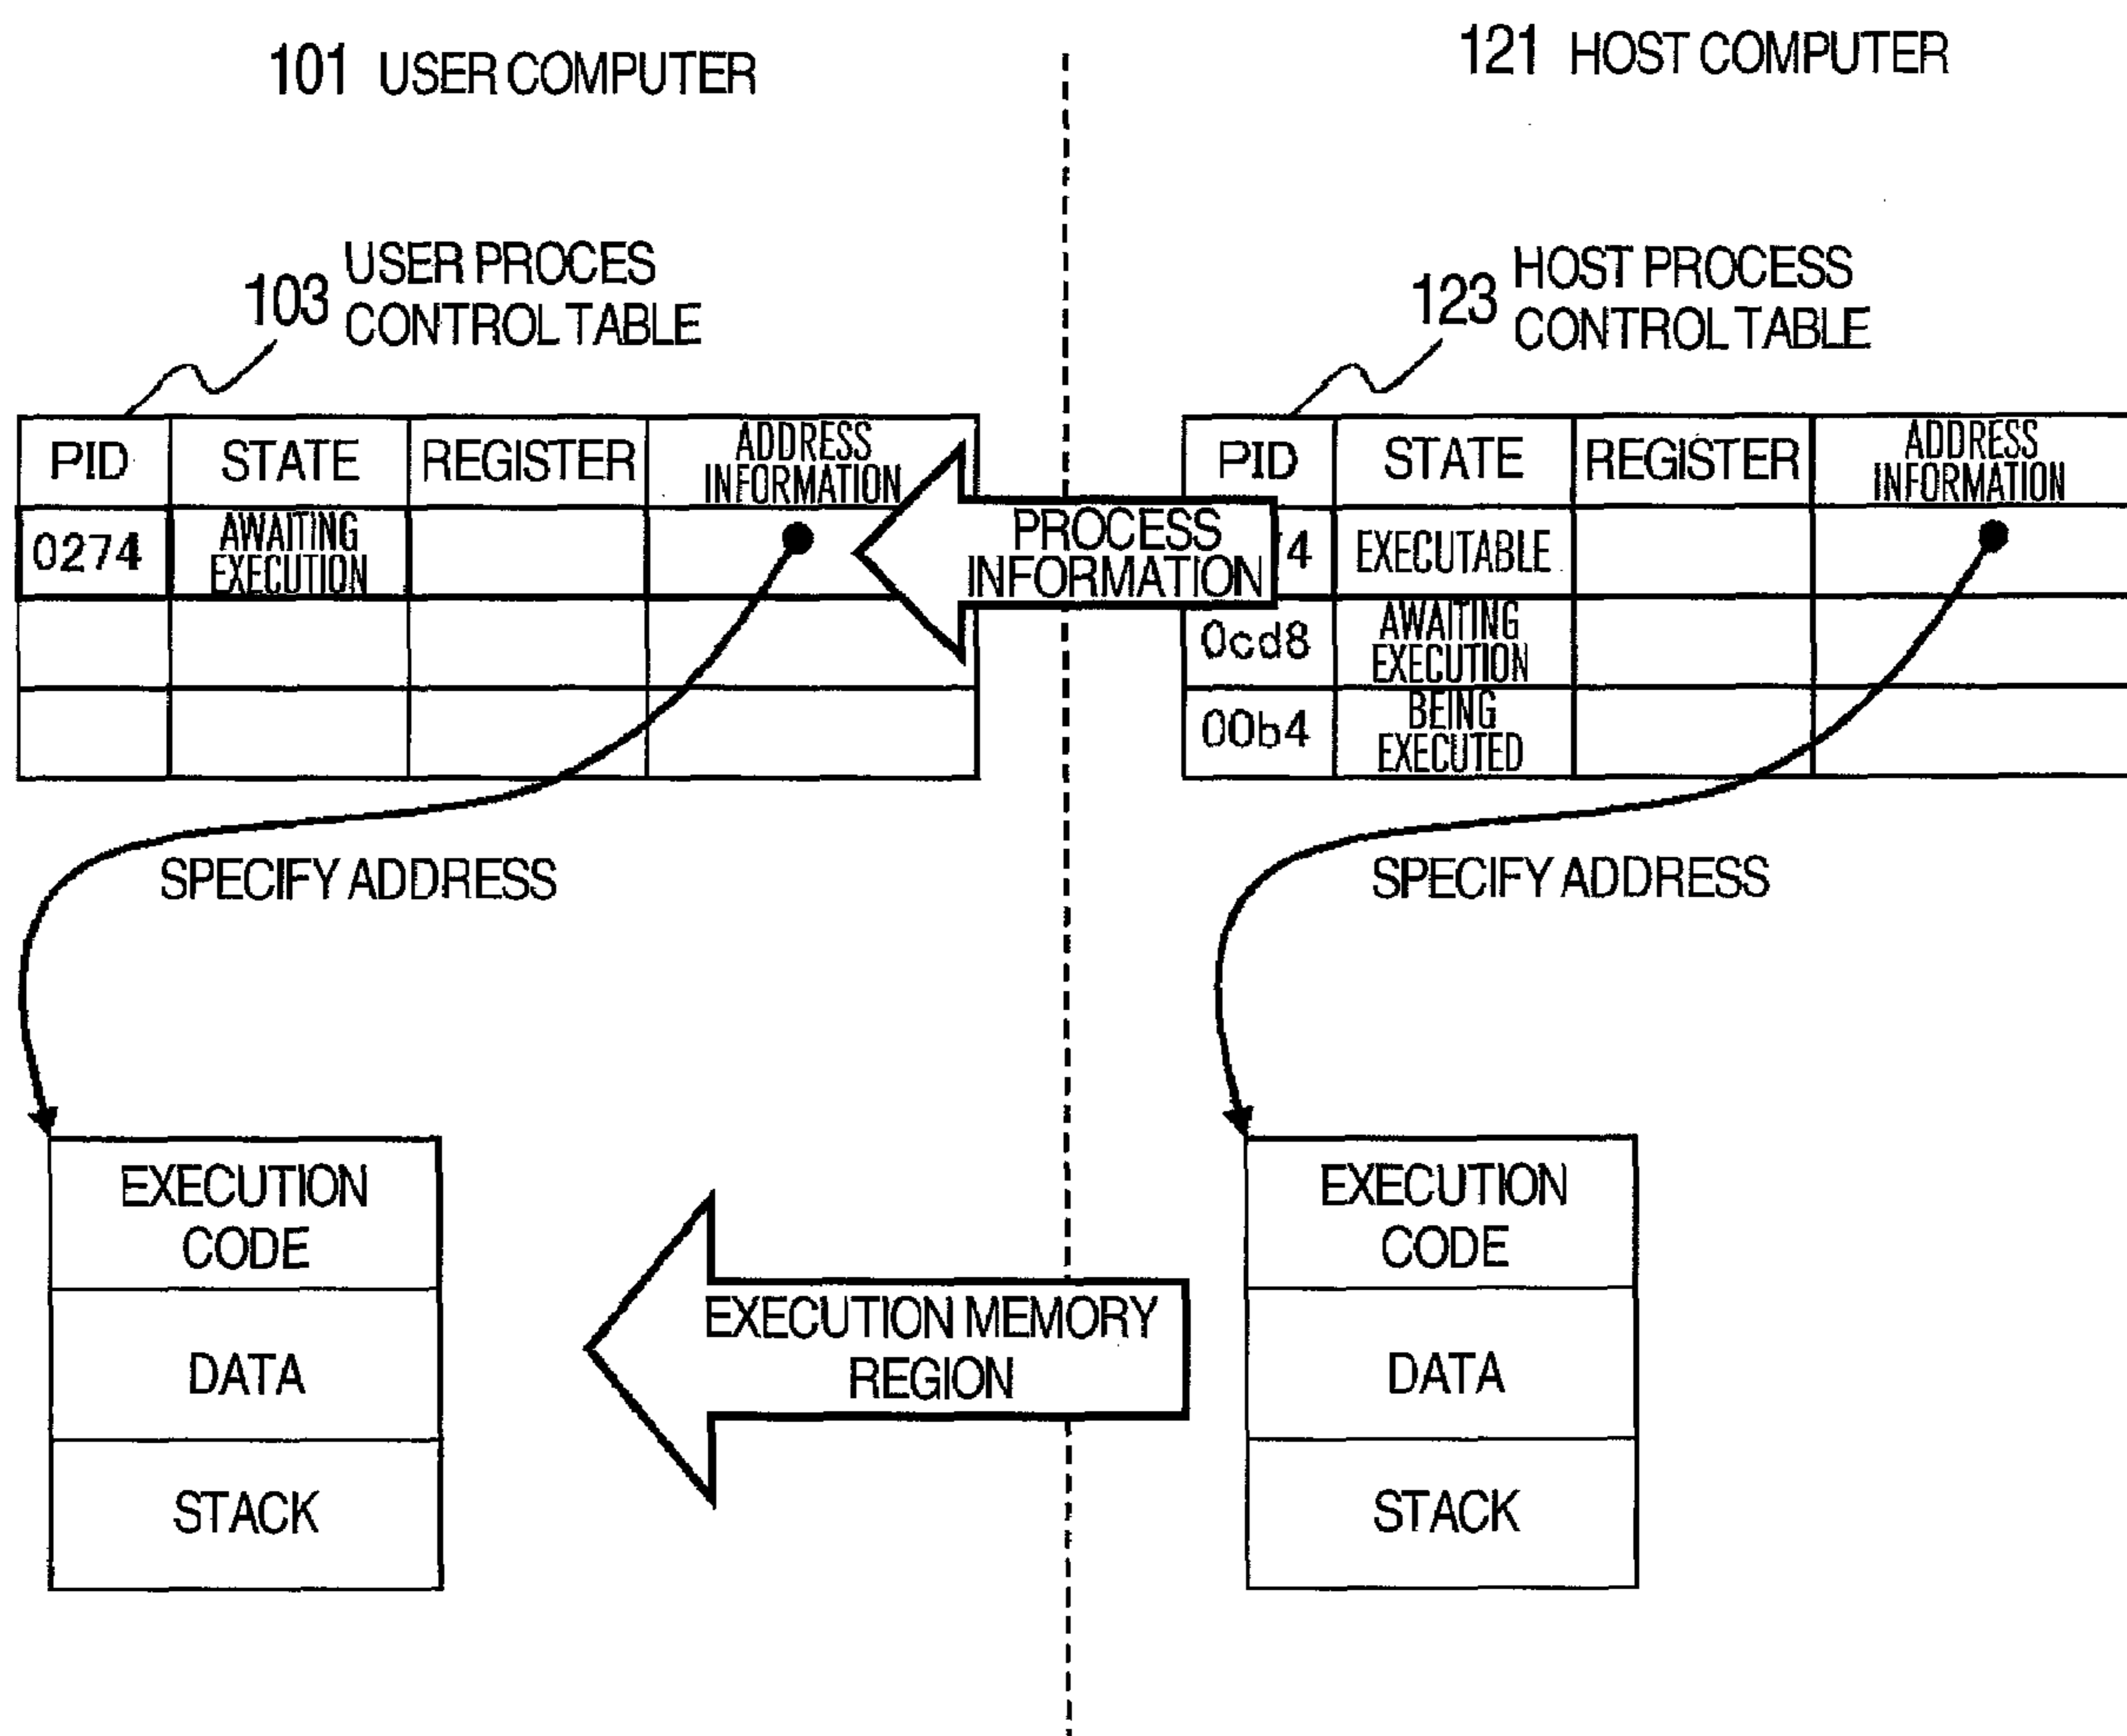 101 USER COMPUTER
121 HOST COMPUTER
103 USER PROCES
CONTROL TABLE
123 HOST PROCESS
CONTROL TABLE
PID STATE REGISTER ADDRESS
INFORMATION
0274 AWAITING
EXECUTION
PROCESS
INFORMATION
PID STATE REGISTER ADDRESS
INFORMATION
4 EXECUTABLE
0cd8 AWAITING
EXECUTION
00b4 BEING
EXECUTED
SPECIFY ADDRESS
SPECIFY ADDRESS
EXECUTION
CODE
DATA
STACK
EXECUTION MEMORY
REGION
EXECUTION
CODE
DATA
STACK